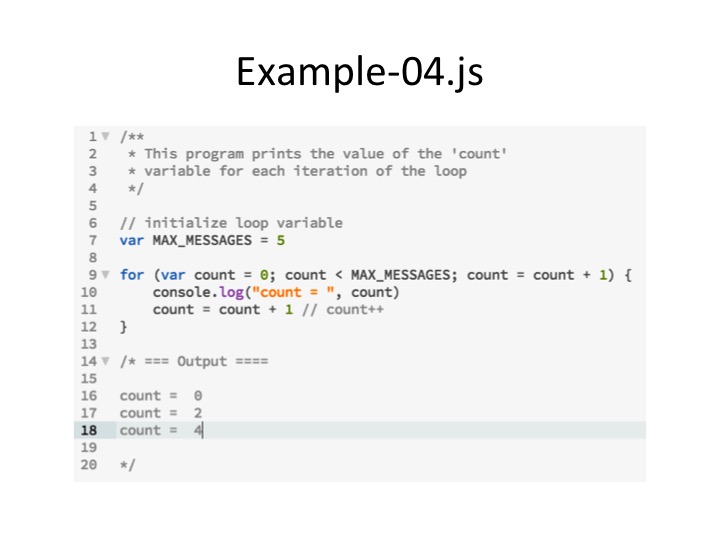 Example-04.js
1 /**
2  * This program prints the value of the 'count'
3  * variable for each iteration of the loop
4  */
5
6 // initialize loop variable
7 var MAX_MESSAGES = 5
8
9 for (var count = 0; count < MAX_MESSAGES; count = count + 1) {
10     console.log("count = ", count)
11     count = count + 1 // count++
12 }
13
14 /* === Output ====
15
16 count =  0
17 count =  2
18 count =  4
19
20 */